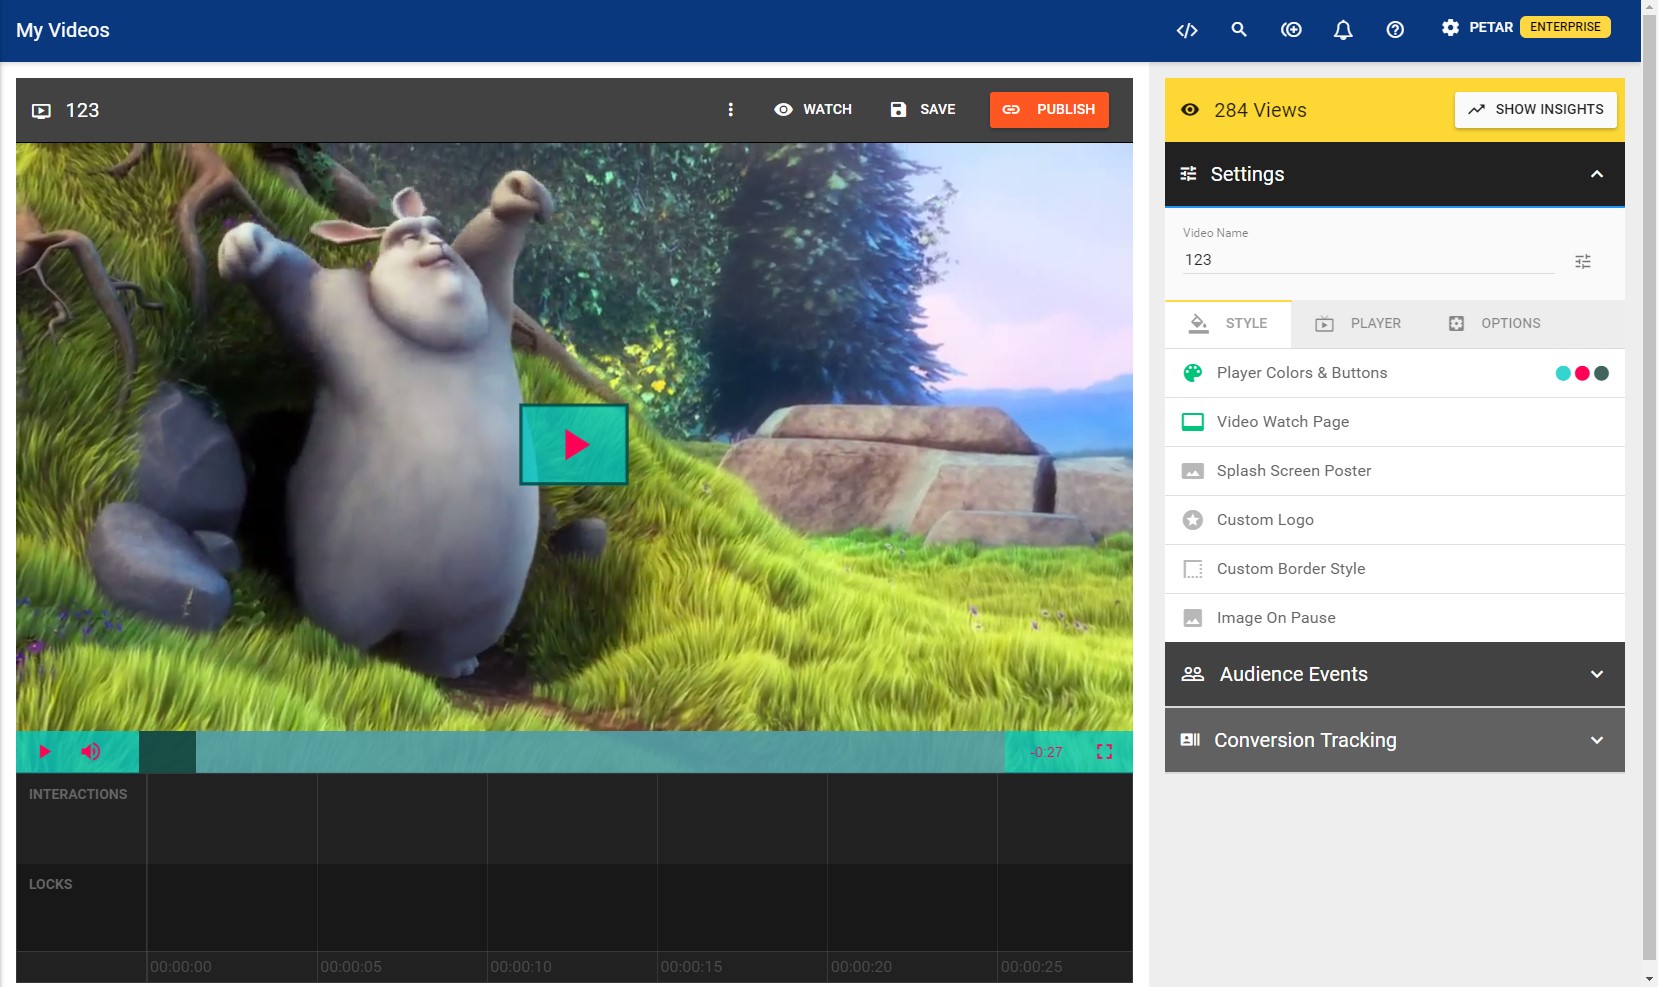 My Videos
PETAR ENTERPRISE
123
WATCH
SAVE
PUBLISH
284 Views
SHOW INSIGHTS
Settings
Video Name
123
STYLE
PLAYER
OPTIONS
Player Colors & Buttons
Video Watch Page
Splash Screen Poster
Custom Logo
Custom Border Style
Image On Pause
Audience Events
Conversion Tracking
-0:27
INTERACTIONS
LOCKS
00:00:00 00:00:05 00:00:10 00:00:15 00:00:20 00:00:25